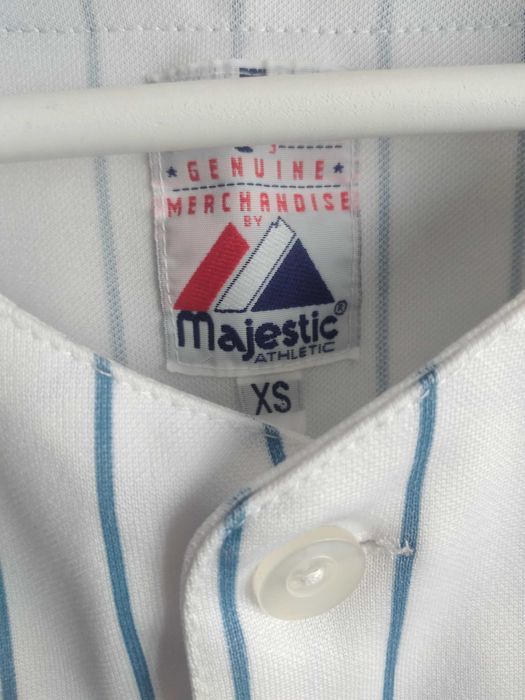 GENUINE
MERCHANDISE
BY
Majestic®
ATHLETIC
XS